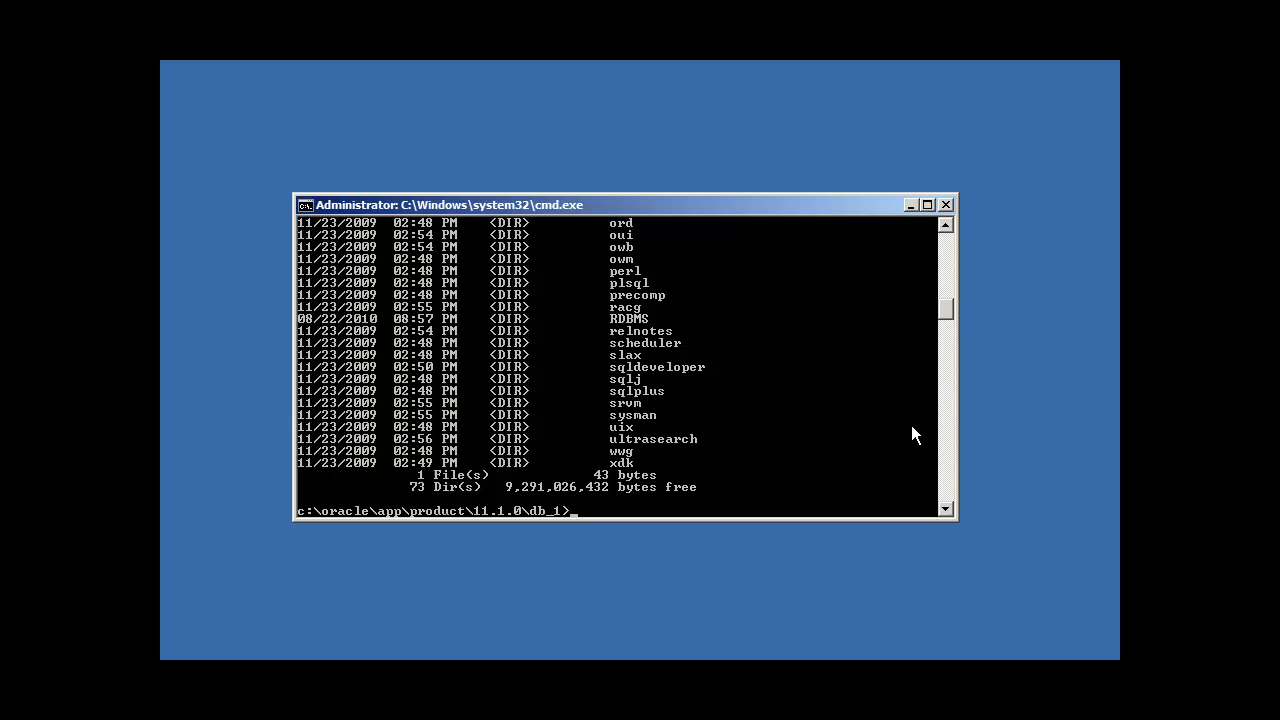 Administrator: C:\Windows\system32\cmd.exe
11/23/2009  02:48 PM    <DIR>          ord
11/23/2009  02:54 PM    <DIR>          oui
11/23/2009  02:54 PM    <DIR>          owb
11/23/2009  02:48 PM    <DIR>          owm
11/23/2009  02:48 PM    <DIR>          perl
11/23/2009  02:48 PM    <DIR>          plsql
11/23/2009  02:48 PM    <DIR>          precomp
11/23/2009  02:55 PM    <DIR>          racg
08/22/2010  08:57 PM    <DIR>          RDBMS
11/23/2009  02:54 PM    <DIR>          relnotes
11/23/2009  02:48 PM    <DIR>          scheduler
11/23/2009  02:48 PM    <DIR>          slax
11/23/2009  02:50 PM    <DIR>          sqldeveloper
11/23/2009  02:48 PM    <DIR>          sqlj
11/23/2009  02:48 PM    <DIR>          sqlplus
11/23/2009  02:55 PM    <DIR>          srvm
11/23/2009  02:55 PM    <DIR>          sysman
11/23/2009  02:48 PM    <DIR>          uix
11/23/2009  02:56 PM    <DIR>          ultrasearch
11/23/2009  02:48 PM    <DIR>          wwg
11/23/2009  02:49 PM    <DIR>          xdk
               1 File(s)             43 bytes
              73 Dir(s)   9,291,026,432 bytes free
c:\oracle\app\product\11.1.0\db_1>_